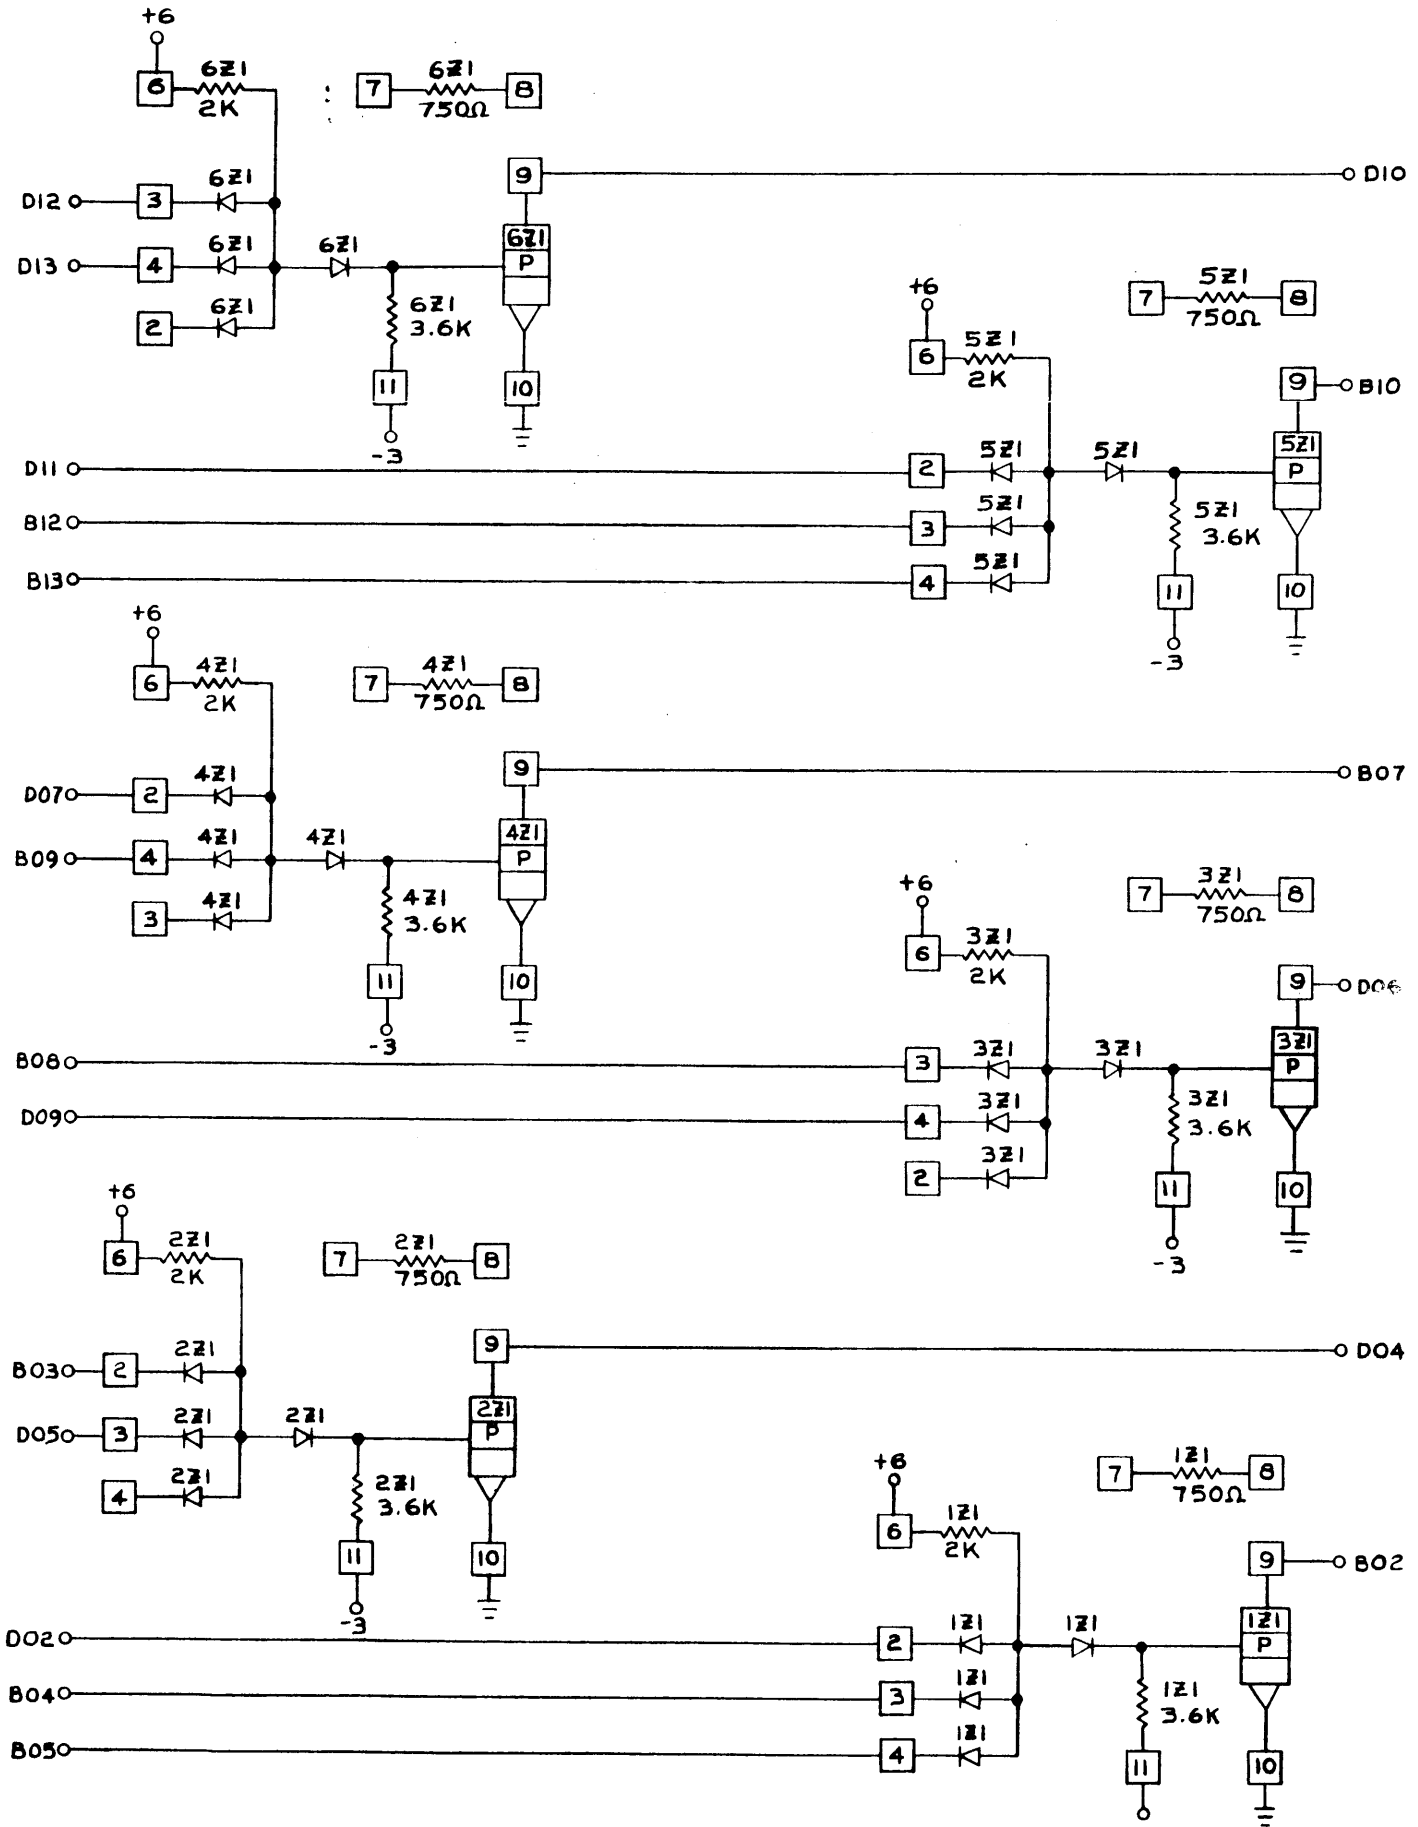 +6
6 6Z1 2K
7 6Z1 750Ω 8
D12 3 6Z1
9 D10
D13 4 6Z1 6Z1
6Z1 P
2 6Z1
6Z1 3.6K
11 10
-3
+6
7 5Z1 750Ω 8
6 5Z1 2K
9 B10
D11 2 5Z1 5Z1
5Z1 P
B12 3 5Z1
5Z1 3.6K
B13 4 5Z1
11 10
-3
+6
6 4Z1 2K
7 4Z1 750Ω 8
9 B07
D07 2 4Z1
4Z1 P
B09 4 4Z1 4Z1
3 4Z1
4Z1 3.6K
11 10
-3
+6
7 3Z1 750Ω 8
6 3Z1 2K
9 D06
B08 3 3Z1 3Z1
3Z1 P
D09 4 3Z1
3Z1 3.6K
2 3Z1
11 10
-3
+6
6 2Z1 2K
7 2Z1 750Ω 8
9 D04
B03 2 2Z1
2Z1 P
D05 3 2Z1 2Z1
4 2Z1
2Z1 3.6K
11 10
-3
+6
7 1Z1 750Ω 8
6 1Z1 2K
9 B02
D02 2 1Z1 1Z1
1Z1 P
B04 3 1Z1
1Z1 3.6K
B05 4 1Z1
11 10